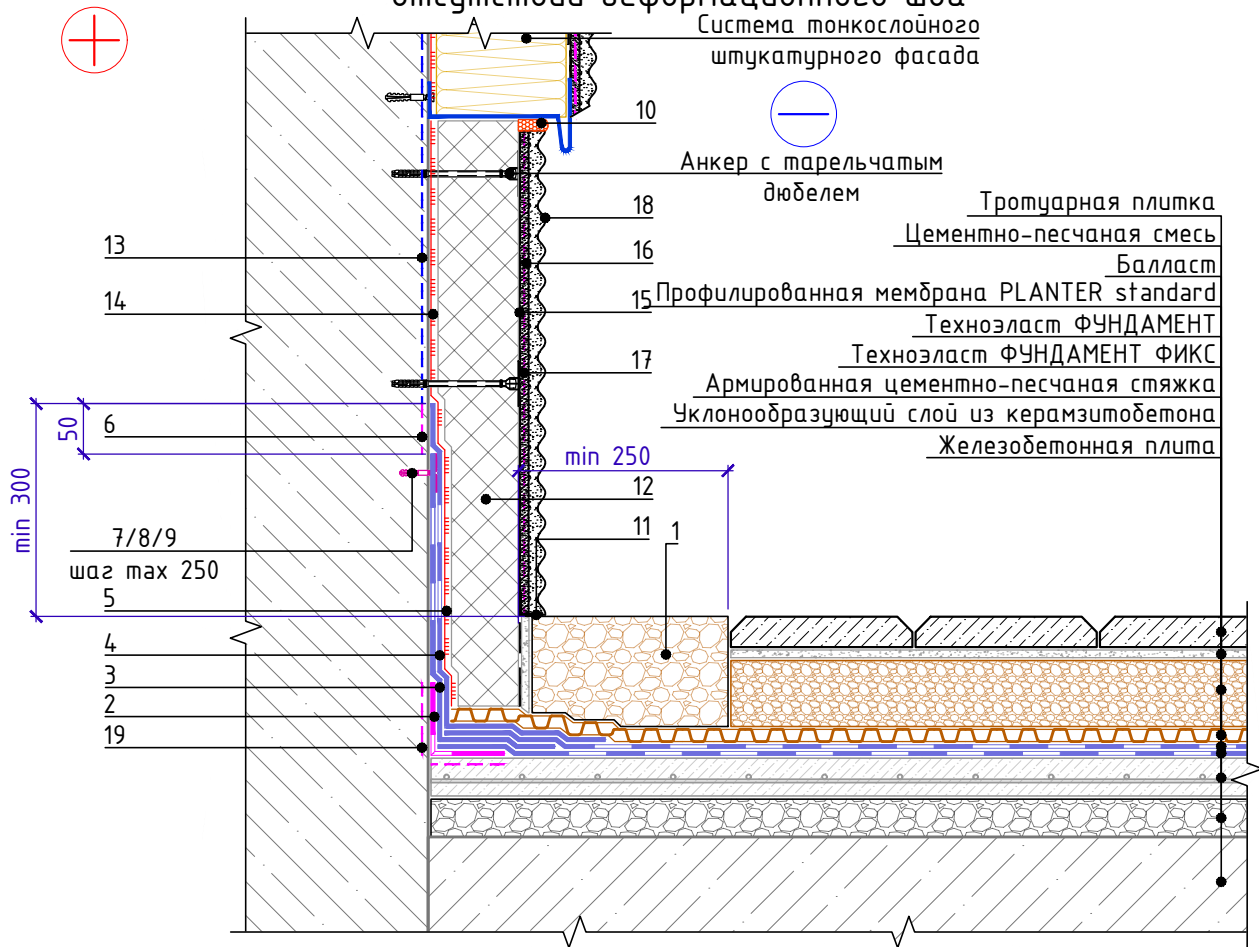 отсутствии деформационного шва
Система тонкослойного
штукатурного фасада
10
Анкер с тарельчатым
дюбелем
18
16
15
17
Тротуарная плитка
Цементно-песчаная смесь
Балласт
Профилированная мембрана PLANTER standard
Техноэласт ФУНДАМЕНТ
Техноэласт ФУНДАМЕНТ ФИКС
Армированная цементно-песчаная стяжка
Уклонообразующий слой из керамзитобетона
Железобетонная плита
13
14
50
6
min 300
7/8/9
шаг max 250
min 250
12
11
1
5
4
3
2
19